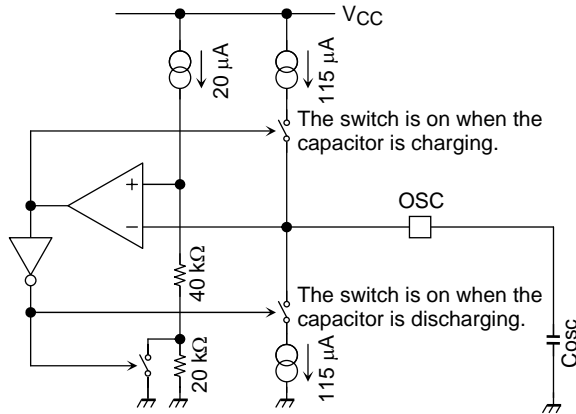 VCC
20 μA
115 μA
The switch is on when the
capacitor is charging.
+
−
OSC
40 kΩ
The switch is on when the
capacitor is discharging.
20 kΩ
115 μA
Cosc